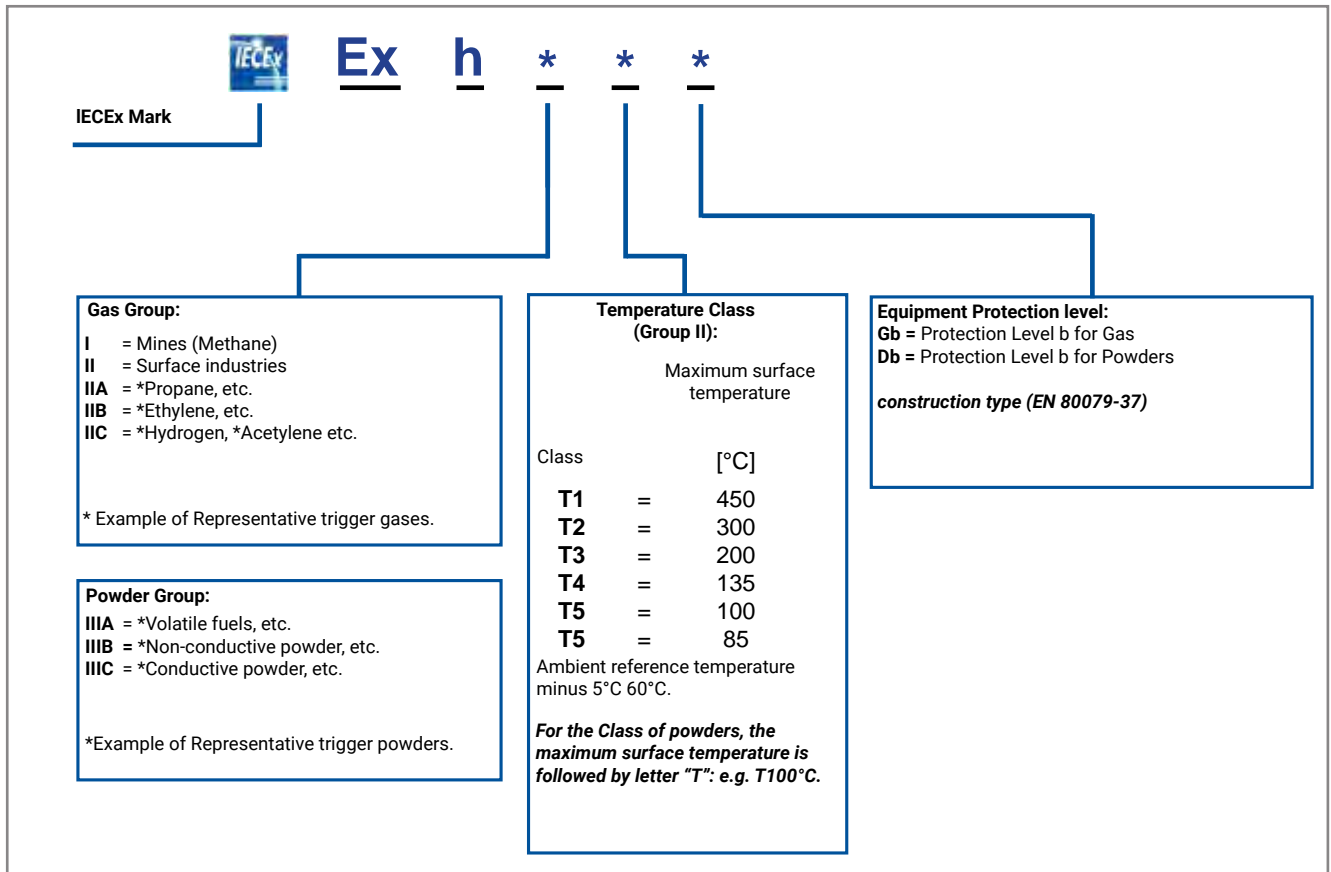 IECEx Ex h * * *
IECEx Mark
Gas Group:
I = Mines (Methane)
II = Surface industries
IIA = *Propane, etc.
IIB = *Ethylene, etc.
IIC = *Hydrogen, *Acetylene etc.
* Example of Representative trigger gases.
Powder Group:
IIIA = *Volatile fuels, etc.
IIIB = *Non-conductive powder, etc.
IIIC = *Conductive powder, etc.
*Example of Representative trigger powders.
Temperature Class
(Group II):
Maximum surface
temperature
Class [°C]
T1 = 450
T2 = 300
T3 = 200
T4 = 135
T5 = 100
T5 = 85
Ambient reference temperature
minus 5°C 60°C.
For the Class of powders, the
maximum surface temperature is
followed by letter “T”: e.g. T100°C.
Equipment Protection level:
Gb = Protection Level b for Gas
Db = Protection Level b for Powders
construction type (EN 80079-37)